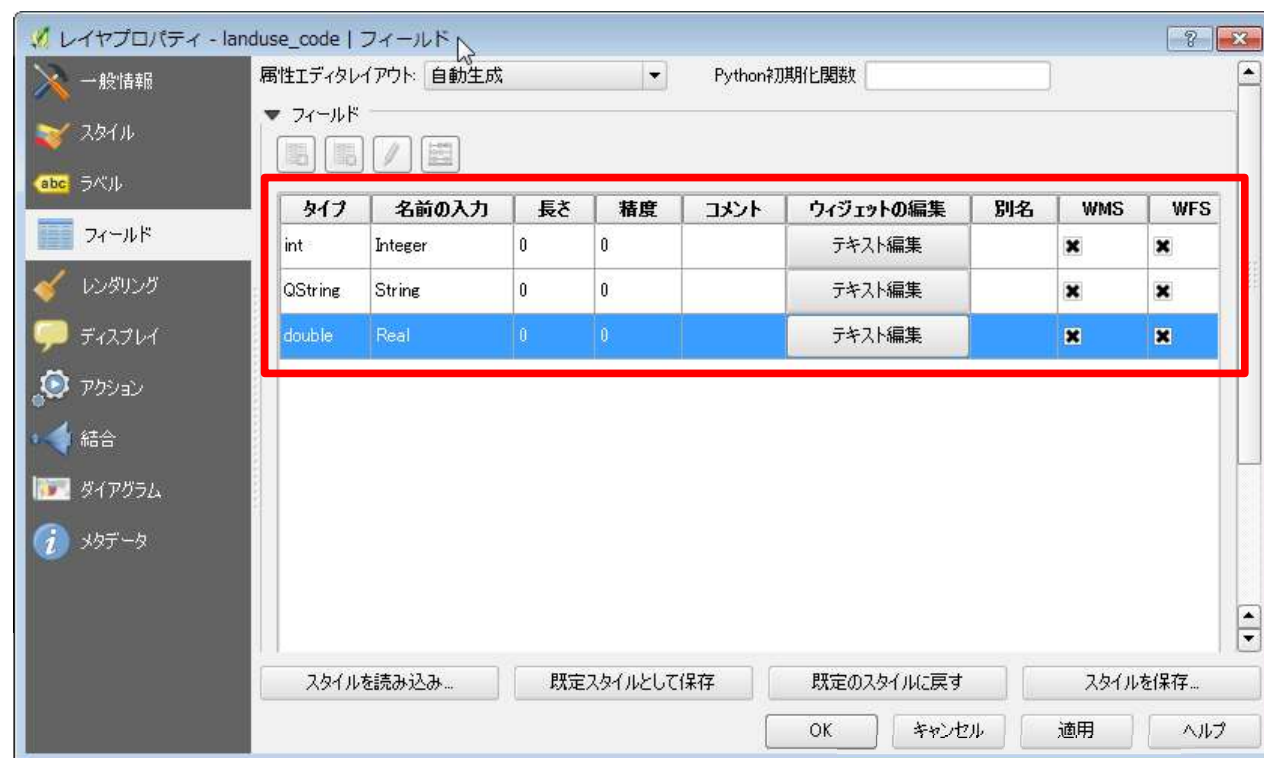 レイヤプロパティ - landuse_code | フィールド
一般情報
スタイル
abc ラベル
フィールド
レンダリング
ディスプレイ
アクション
結合
ダイアグラム
i メタデータ
属性エディタレイアウト: 自動生成 Python初期化関数
フィールド
タイプ 名前の入力 長さ 精度 コメント ウィジェットの編集 別名 WMS WFS
int Integer 0 0 テキスト編集
QString String 0 0 テキスト編集
double Real 0 0 テキスト編集
スタイルを読み込み... 既定スタイルとして保存 既定のスタイルに戻す スタイルを保存...
OK キャンセル 適用 ヘルプ